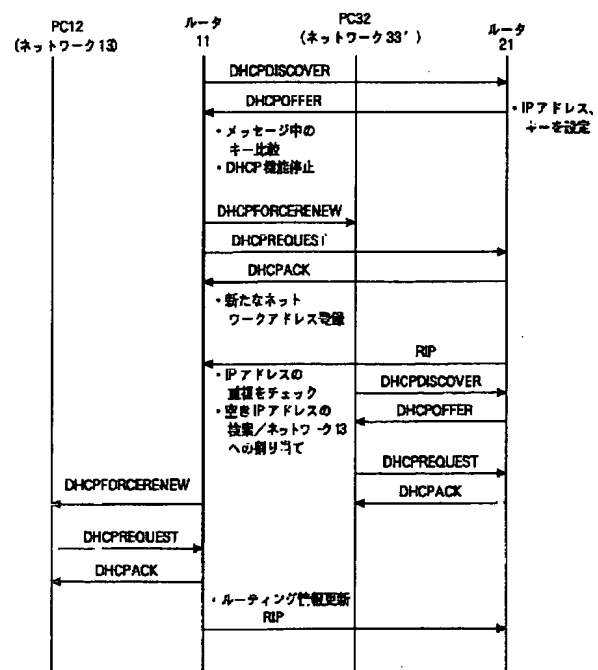 PC12
(ネットワーク13)
ルータ
11
PC32
(ネットワーク33')
ルータ
21
DHCPDISCOVER
DHCPOFFER
・IPアドレス、
キーを設定
・メッセージ中の
キー比較
・DHCP機能停止
DHCPFORCERENEW
DHCPREQUEST
DHCPACK
・新たなネット
ワークアドレス登録
RIP
・IPアドレスの
重複をチェック
・空きIPアドレスの
検索/ネットワーク13
への割り当て
DHCPDISCOVER
DHCPOFFER
DHCPREQUEST
DHCPACK
DHCPFORCERENEW
DHCPREQUEST
DHCPACK
・ルーティング情報更新
RIP